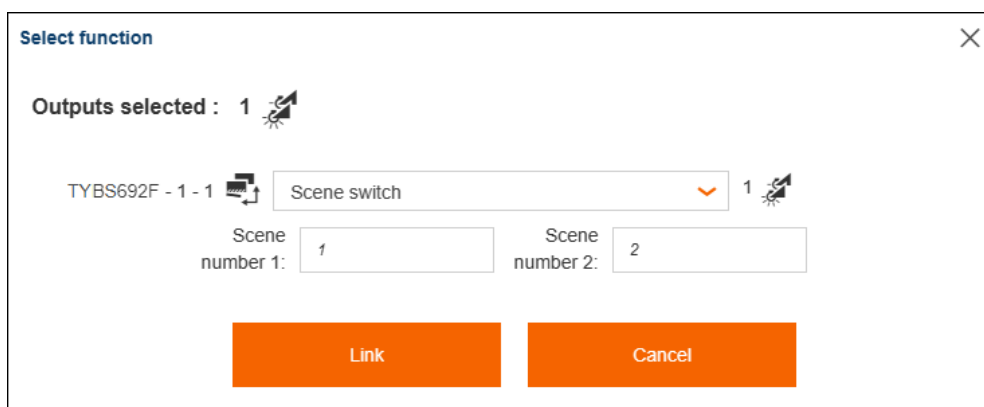 Select function
Outputs selected : 1
TYBS692F - 1 - 1 Scene switch 1
Scene number 1: 1 Scene number 2: 2
Link Cancel